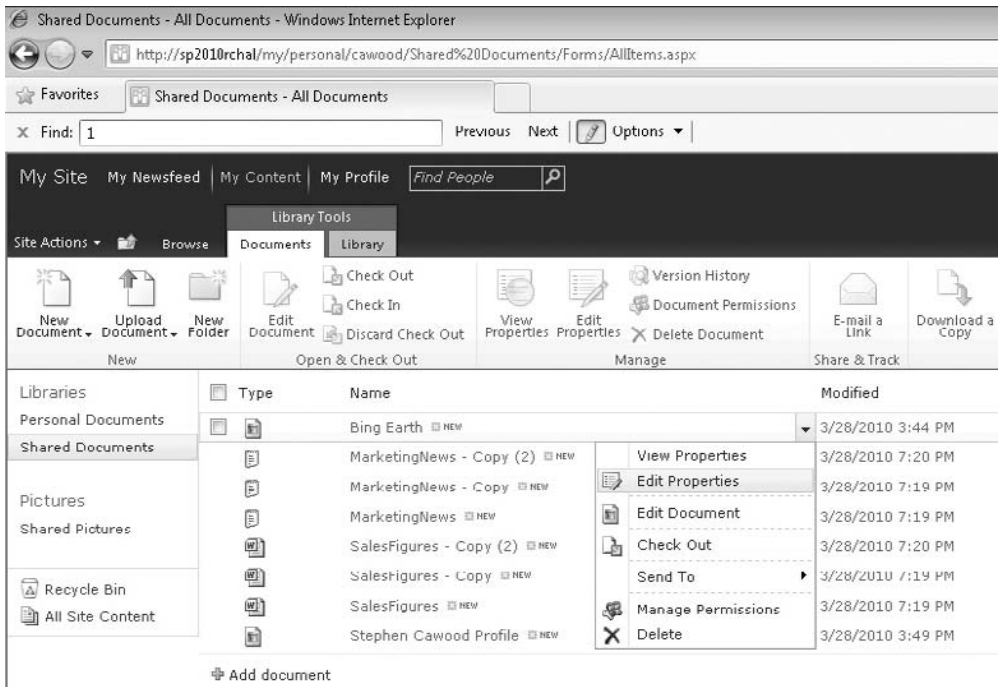 Shared Documents - All Documents - Windows Internet Explorer
http://sp2010rchal/my/personal/cawood/Shared%20Documents/Forms/AllItems.aspx
Favorites Shared Documents - All Documents
x Find: 1 Previous Next Options
My Site My Newsfeed My Content My Profile Find People
Library Tools
Site Actions Browse Documents Library
New Document Upload Document New Folder
New
Edit Document Check Out
Check In
Discard Check Out
Open & Check Out
View Properties Edit Properties Version History
Document Permissions
Delete Document
Manage
E-mail a Link
Share & Track
Download a Copy
Libraries
Personal Documents
Shared Documents
Pictures
Shared Pictures
Recycle Bin
All Site Content
Type Name Modified
Bing Earth NEW 3/28/2010 3:44 PM
MarketingNews - Copy (2) NEW 3/28/2010 7:20 PM
MarketingNews - Copy NEW 3/28/2010 7:19 PM
MarketingNews NEW 3/28/2010 7:19 PM
SalesFigures - Copy (2) NEW 3/28/2010 7:20 PM
SalesFigures - Copy NEW 3/28/2010 7:19 PM
SalesFigures NEW 3/28/2010 7:19 PM
Stephen Cawood Profile NEW 3/28/2010 3:49 PM
View Properties
Edit Properties
Edit Document
Check Out
Send To
Manage Permissions
Delete
Add document